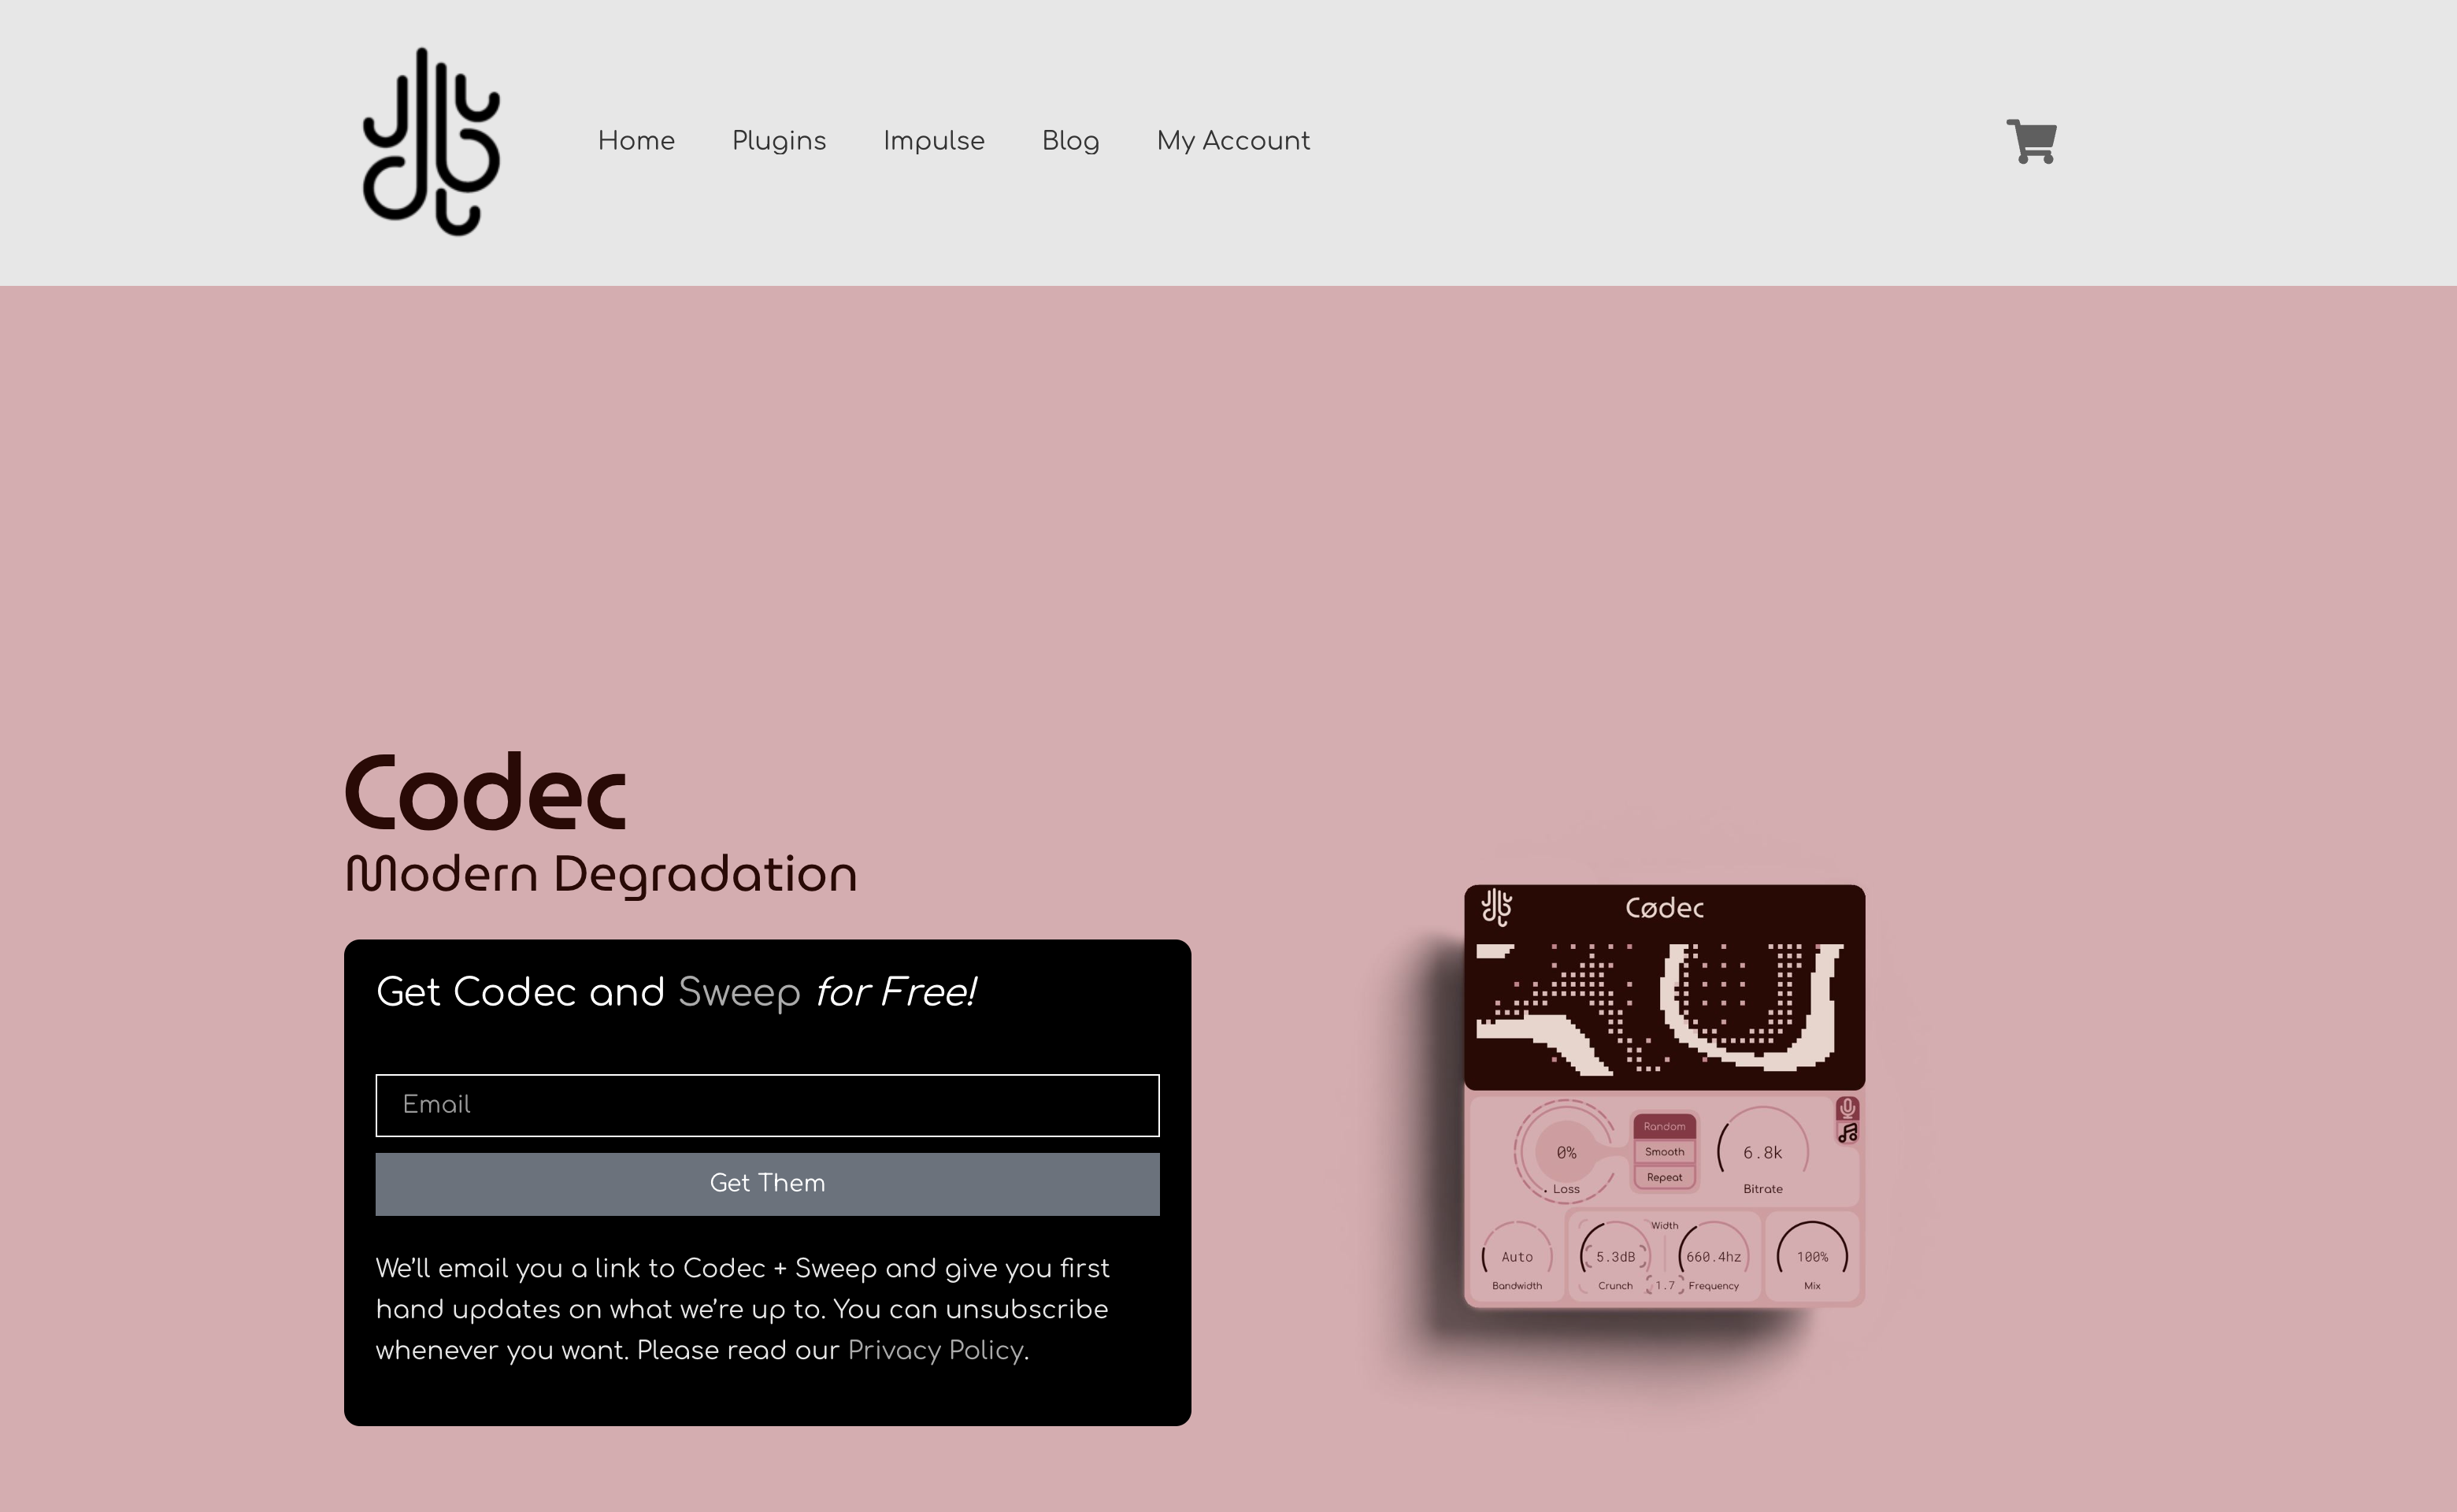 Home
Plugins
Impulse
Blog
My Account
Codec
Modern Degradation
Get Codec and Sweep for Free!
Email
Get Them
We'll email you a link to Codec + Sweep and give you first
hand updates on what we're up to. You can unsubscribe
whenever you want. Please read our Privacy Policy.
Cødec
0%
Loss
Random
Smooth
Repeat
6.8k
Bitrate
Auto
Bandwidth
5.3dB
Crunch
Width
1.7
660.4hz
Frequency
100%
Mix